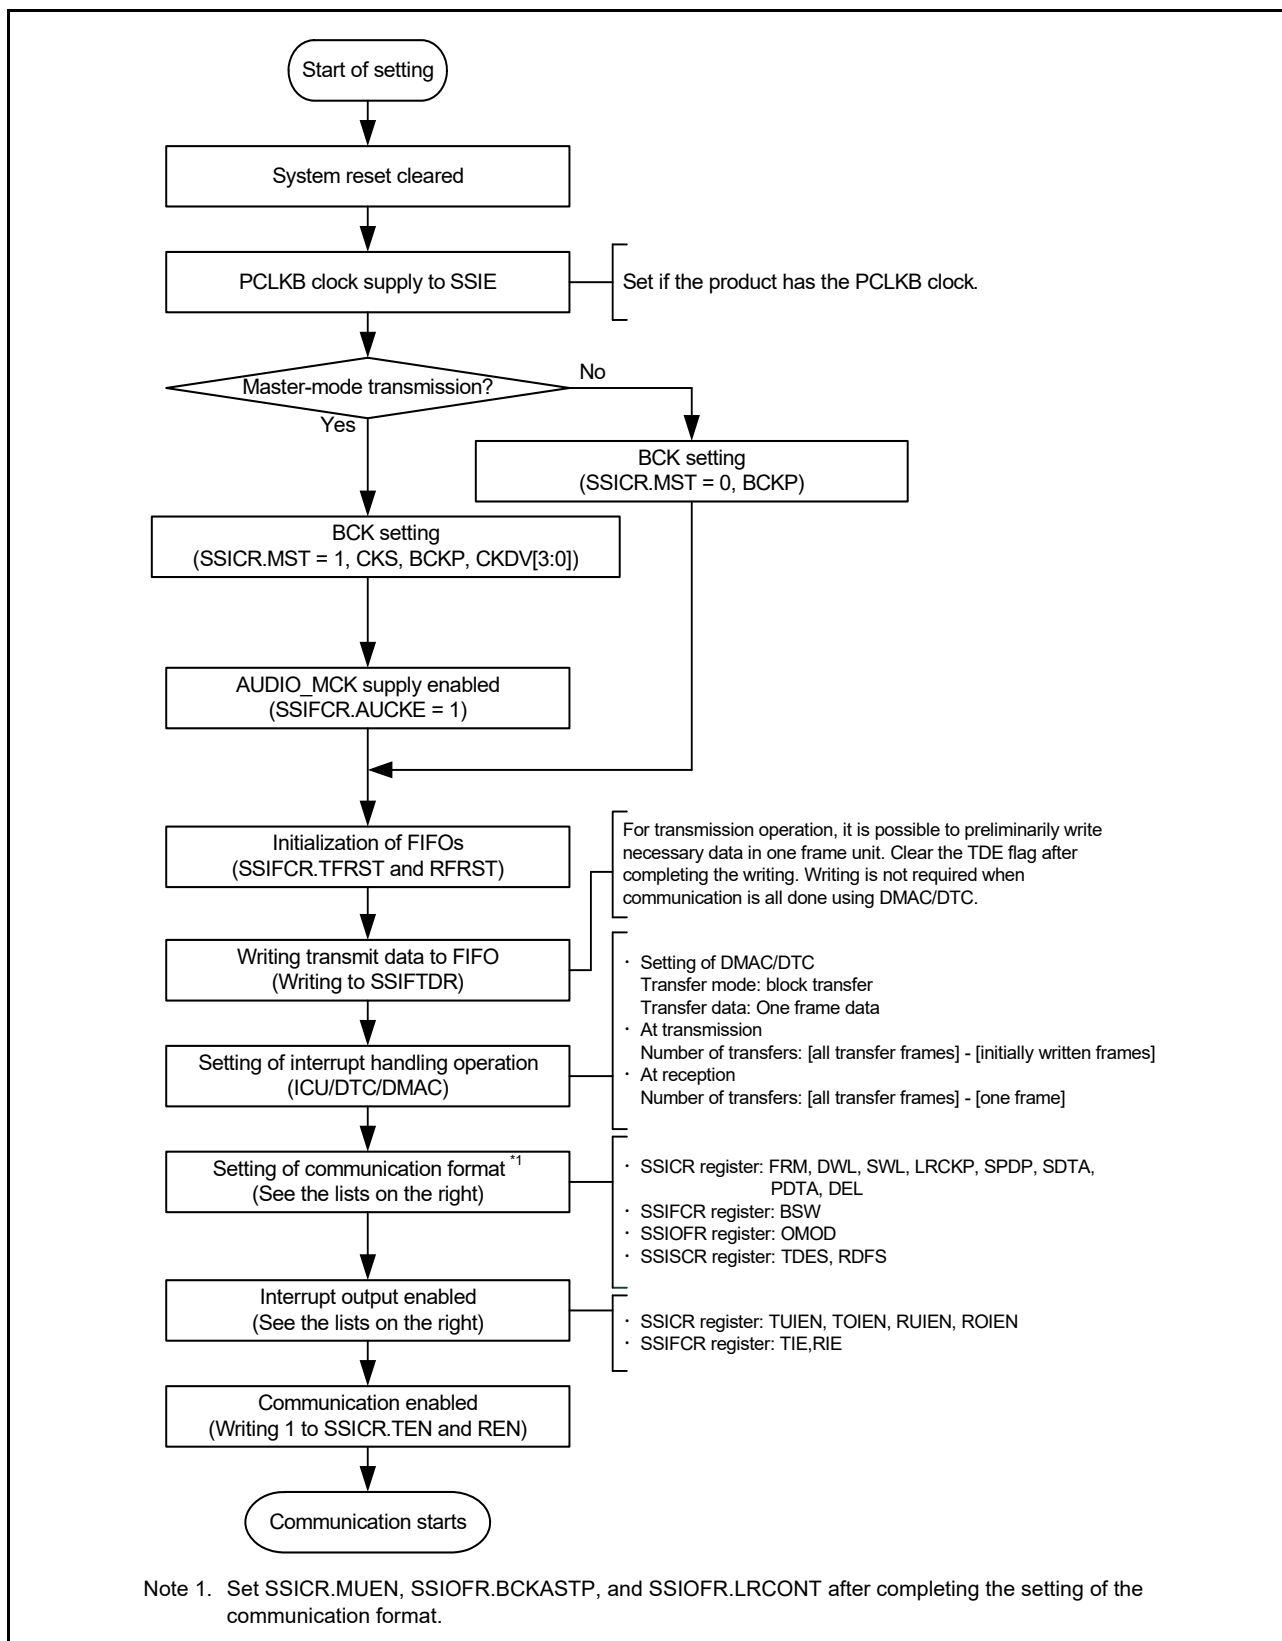 Start of setting
System reset cleared
PCLKB clock supply to SSIE
Set if the product has the PCLKB clock.
Master-mode transmission?
No
Yes
BCK setting
(SSICR.MST = 0, BCKP)
BCK setting
(SSICR.MST = 1, CKS, BCKP, CKDV[3:0])
AUDIO_MCK supply enabled
(SSIFCR.AUCKE = 1)
Initialization of FIFOs
(SSIFCR.TFRST and RFRST)
For transmission operation, it is possible to preliminarily write
necessary data in one frame unit. Clear the TDE flag after
completing the writing. Writing is not required when
communication is all done using DMAC/DTC.
Writing transmit data to FIFO
(Writing to SSIFTDR)
・ Setting of DMAC/DTC
Transfer mode: block transfer
Transfer data: One frame data
・ At transmission
Number of transfers: [all transfer frames] - [initially written frames]
・ At reception
Number of transfers: [all transfer frames] - [one frame]
Setting of interrupt handling operation
(ICU/DTC/DMAC)
Setting of communication format *1
(See the lists on the right)
・ SSICR register: FRM, DWL, SWL, LRCKP, SPDP, SDTA,
PDTA, DEL
・ SSIFCR register: BSW
・ SSIOFR register: OMOD
・ SSISCR register: TDES, RDFS
Interrupt output enabled
(See the lists on the right)
・ SSICR register: TUIEN, TOIEN, RUIEN, ROIEN
・ SSIFCR register: TIE,RIE
Communication enabled
(Writing 1 to SSICR.TEN and REN)
Communication starts
Note 1. Set SSICR.MUEN, SSIOFR.BCKASTP, and SSIOFR.LRCONT after completing the setting of the
communication format.